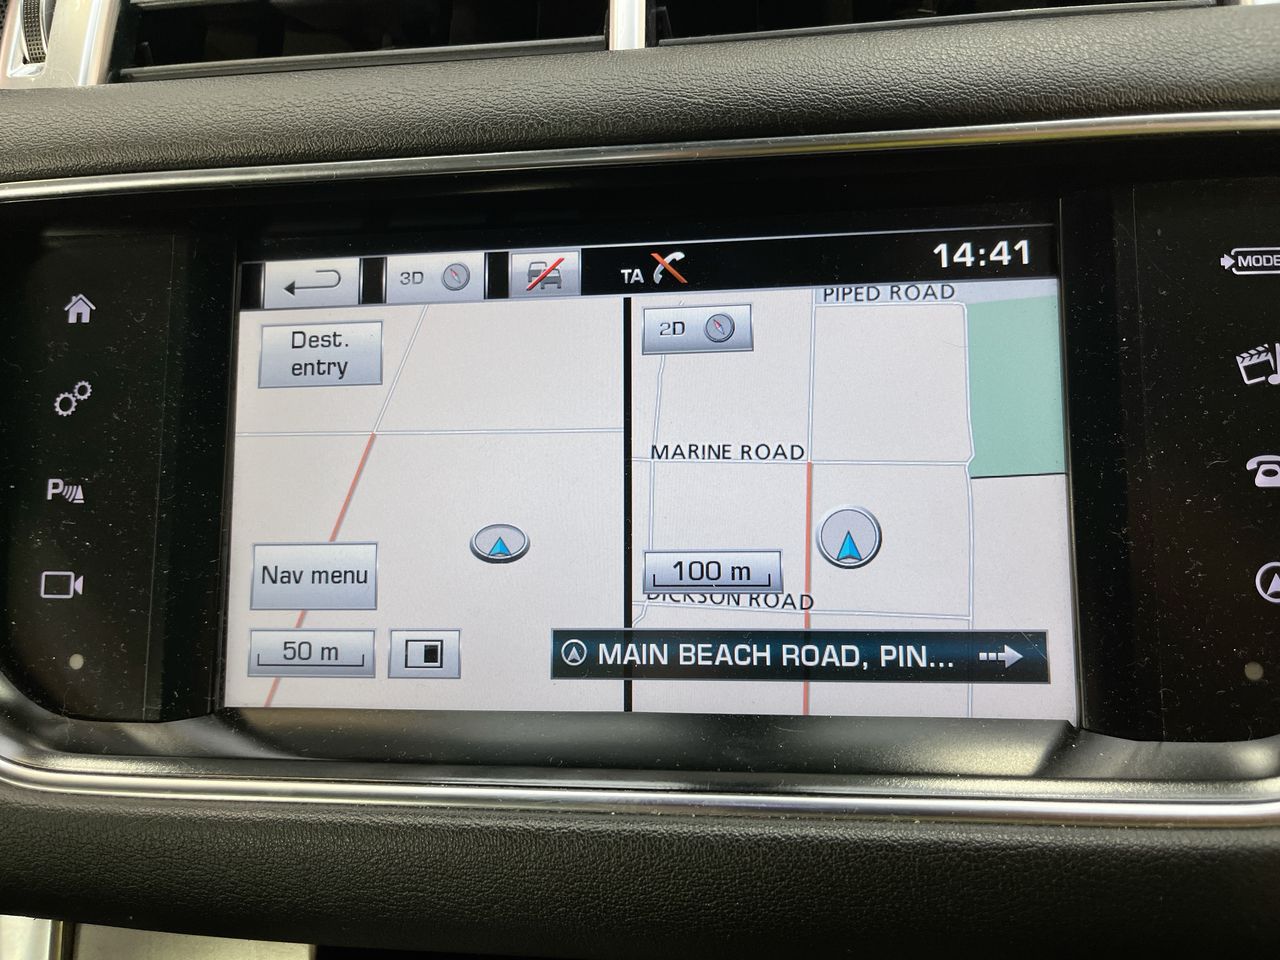 3D
TA
14:41
MODE
PIPED ROAD
Dest.
entry
2D
MARINE ROAD
P
Nav menu
100 m
DICKSON ROAD
50 m
MAIN BEACH ROAD, PIN...